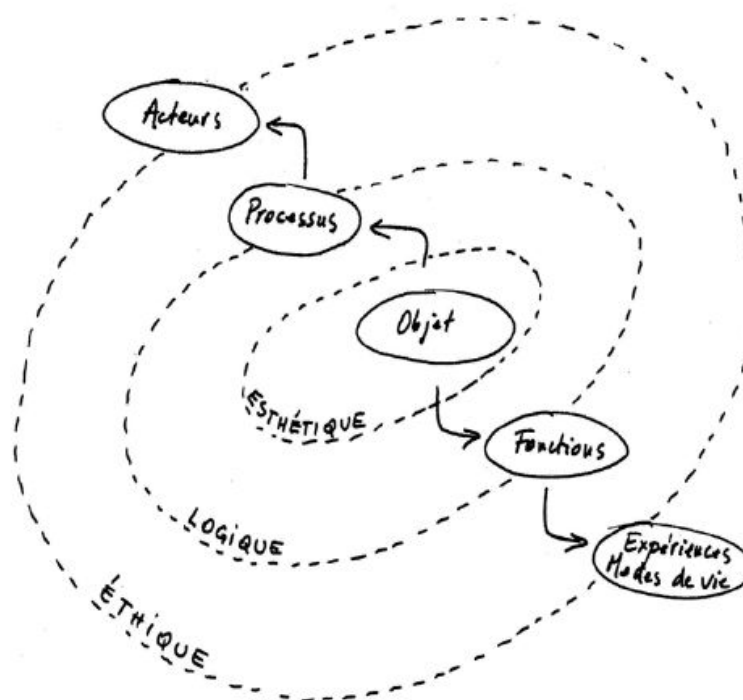 Acteurs
Processus
Objet
ESTHÉTIQUE
Fonctions
LOGIQUE
Expériences
Modes de vie
ÉTHIQUE